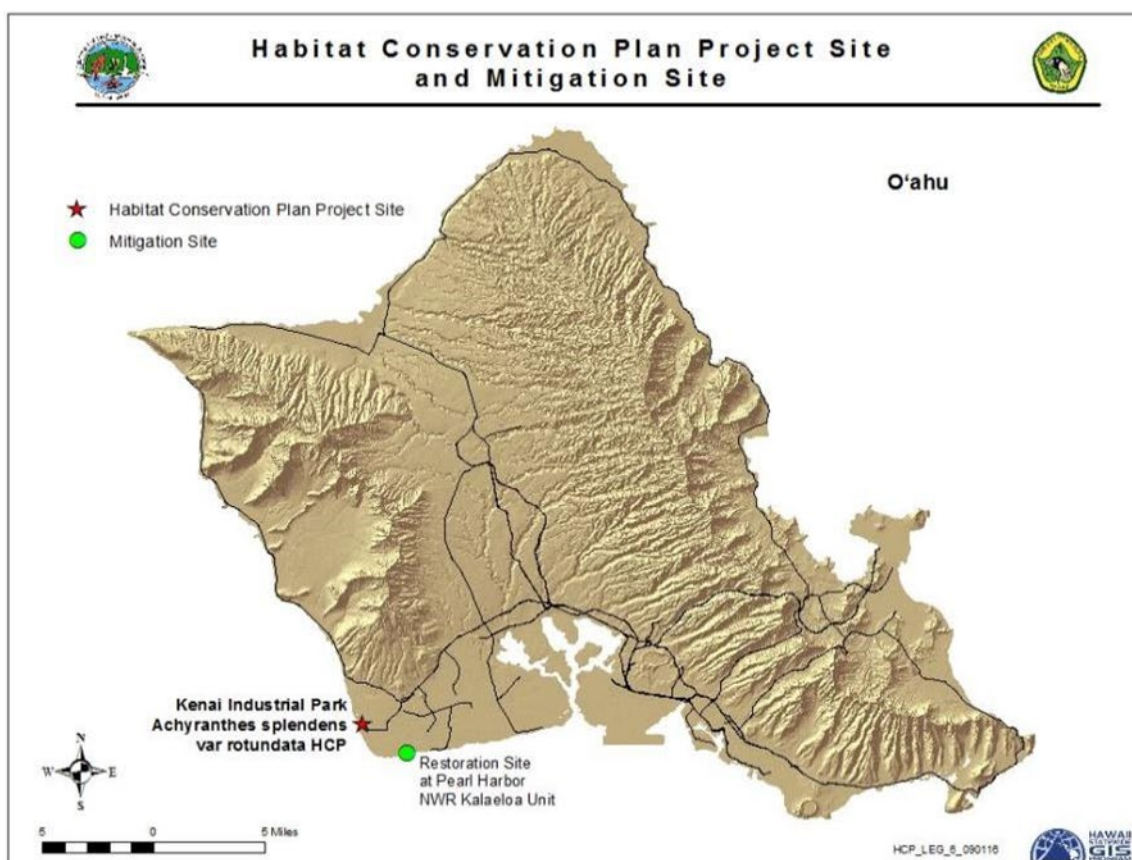 Habitat Conservation Plan Project Site
and Mitigation Site
O‘ahu
Habitat Conservation Plan Project Site
Mitigation Site
Kenai Industrial Park
Achyranthes splendens
var rotundata HCP
Restoration Site
at Pearl Harbor
NWR Kalaeloa Unit
N
W E
S
5 0 5 Miles
HCP_LEG_6_090116
HAWAII
STATEWIDE
GIS